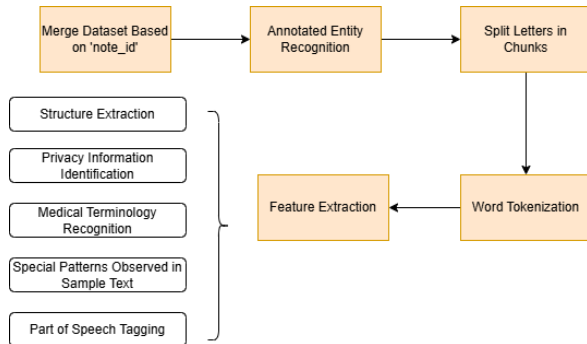 Merge Dataset Based
on 'note_id'
Annotated Entity
Recognition
Split Letters in
Chunks
Structure Extraction
Privacy Information
Identification
Medical Terminology
Recognition
Special Patterns Observed in
Sample Text
Part of Speech Tagging
Feature Extraction
Word Tokenization